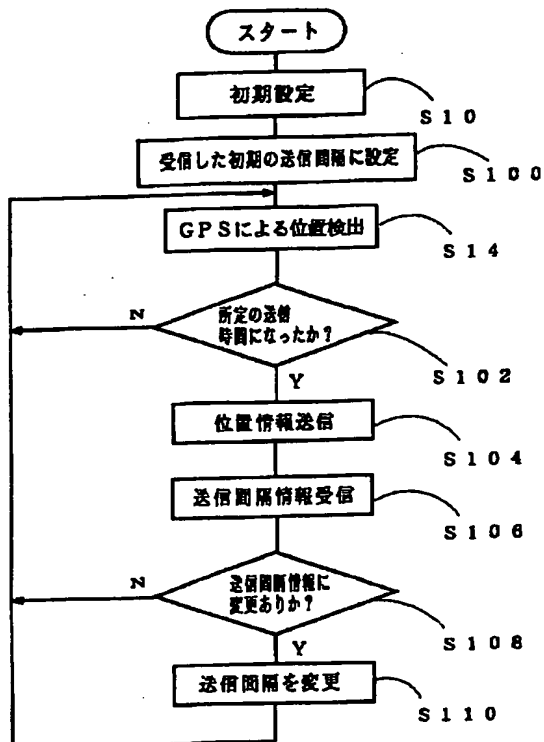 スタート
初期設定
S10
受信した初期の送信間隔に設定
S100
GPSによる位置検出
S14
所定の送信
時間になったか?
N
S102
Y
位置情報送信
S104
送信間隔情報受信
S106
送信間断情報に
変更ありか?
N
S108
Y
送信間隔を変更
S110